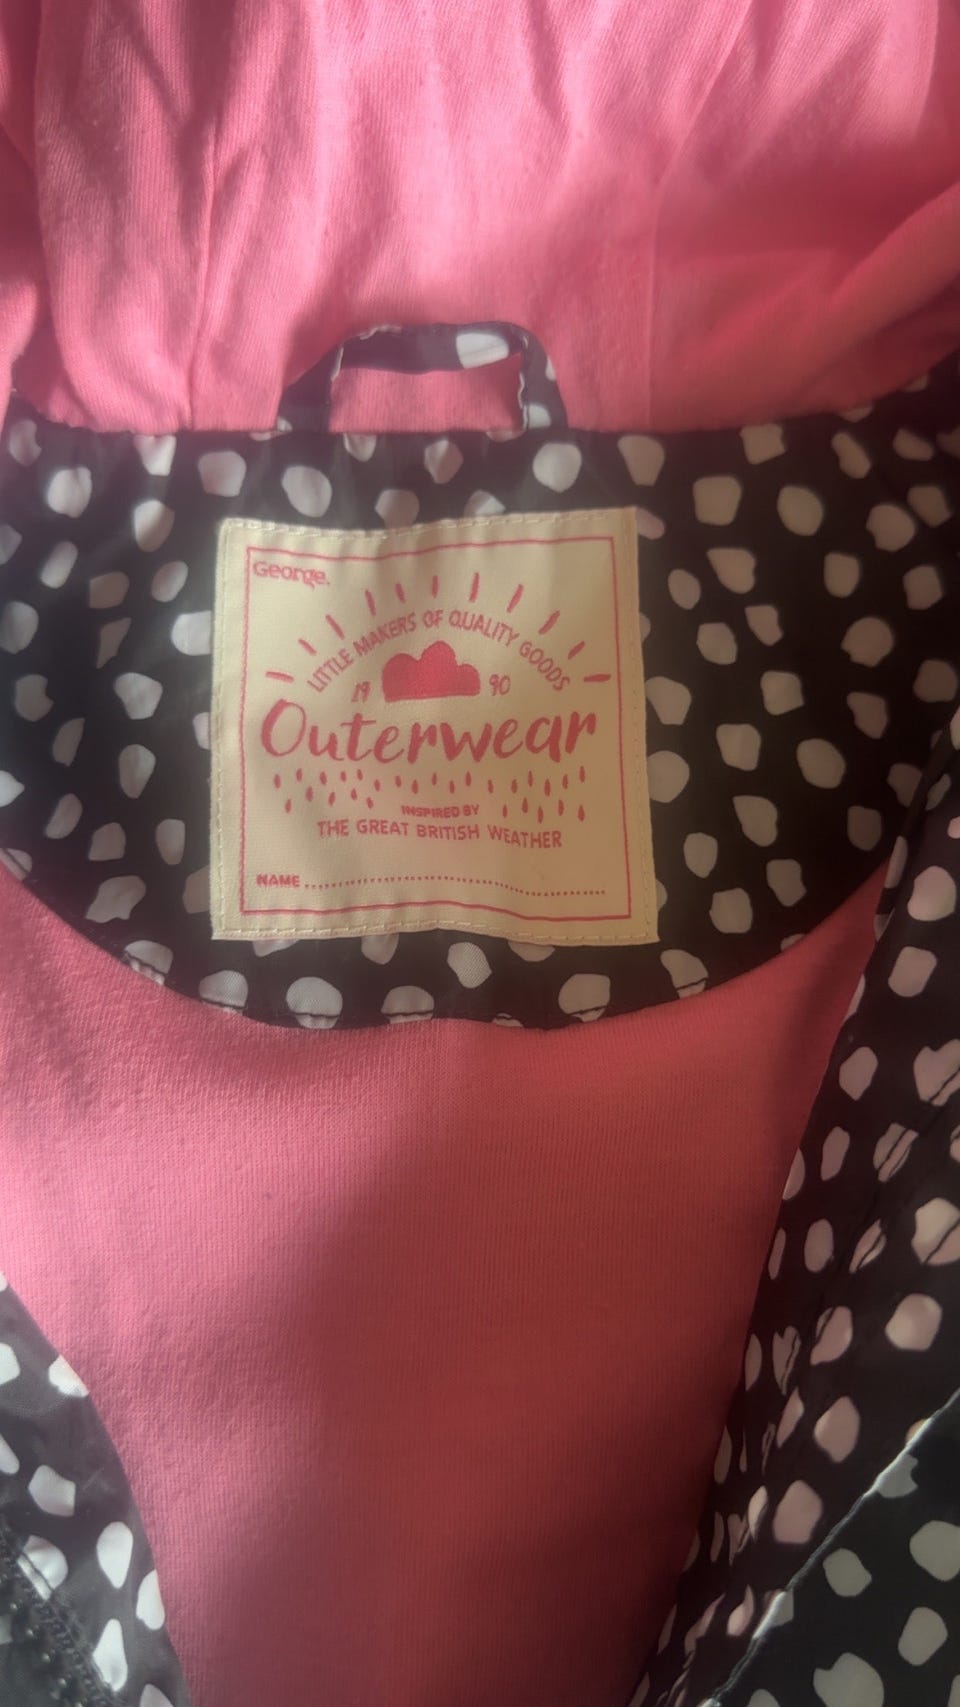 George.
LITTLE MAKERS OF QUALITY GOODS
19 90
Outerwear
INSPIRED BY
THE GREAT BRITISH WEATHER
NAME ................................................